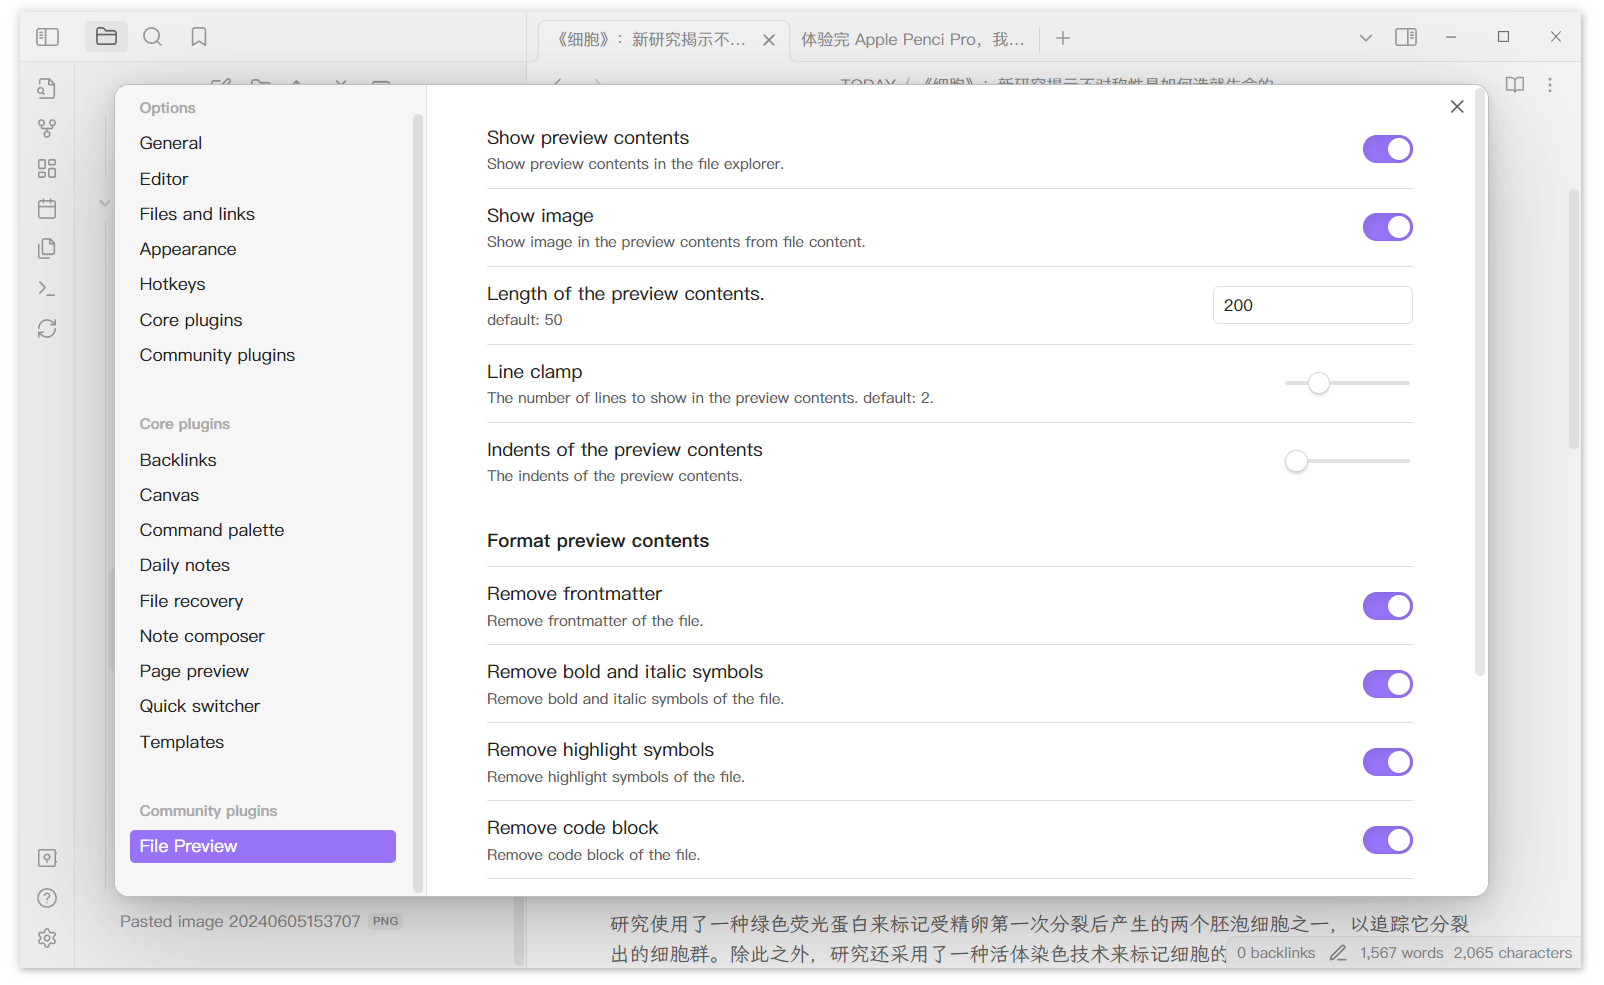 《细胞》：新研究揭示不...
体验完 Apple Penci Pro，我...
Options
General
Editor
Files and links
Appearance
Hotkeys
Core plugins
Community plugins
Core plugins
Backlinks
Canvas
Command palette
Daily notes
File recovery
Note composer
Page preview
Quick switcher
Templates
Community plugins
File Preview
TODAY / 《细胞》：新研究揭示不对称性是如何造就生命的
Show preview contents
Show preview contents in the file explorer.
Show image
Show image in the preview contents from file content.
Length of the preview contents.
default: 50
200
Line clamp
The number of lines to show in the preview contents. default: 2.
Indents of the preview contents
The indents of the preview contents.
Format preview contents
Remove frontmatter
Remove frontmatter of the file.
Remove bold and italic symbols
Remove bold and italic symbols of the file.
Remove highlight symbols
Remove highlight symbols of the file.
Remove code block
Remove code block of the file.
Pasted image 20240605153707 PNG
研究使用了一种绿色荧光蛋白来标记受精卵第一次分裂后产生的两个胚泡细胞之一，以追踪它分裂
出的细胞群。除此之外，研究还采用了一种活体染色技术来标记细胞的
0 backlinks 1,567 words 2,065 characters